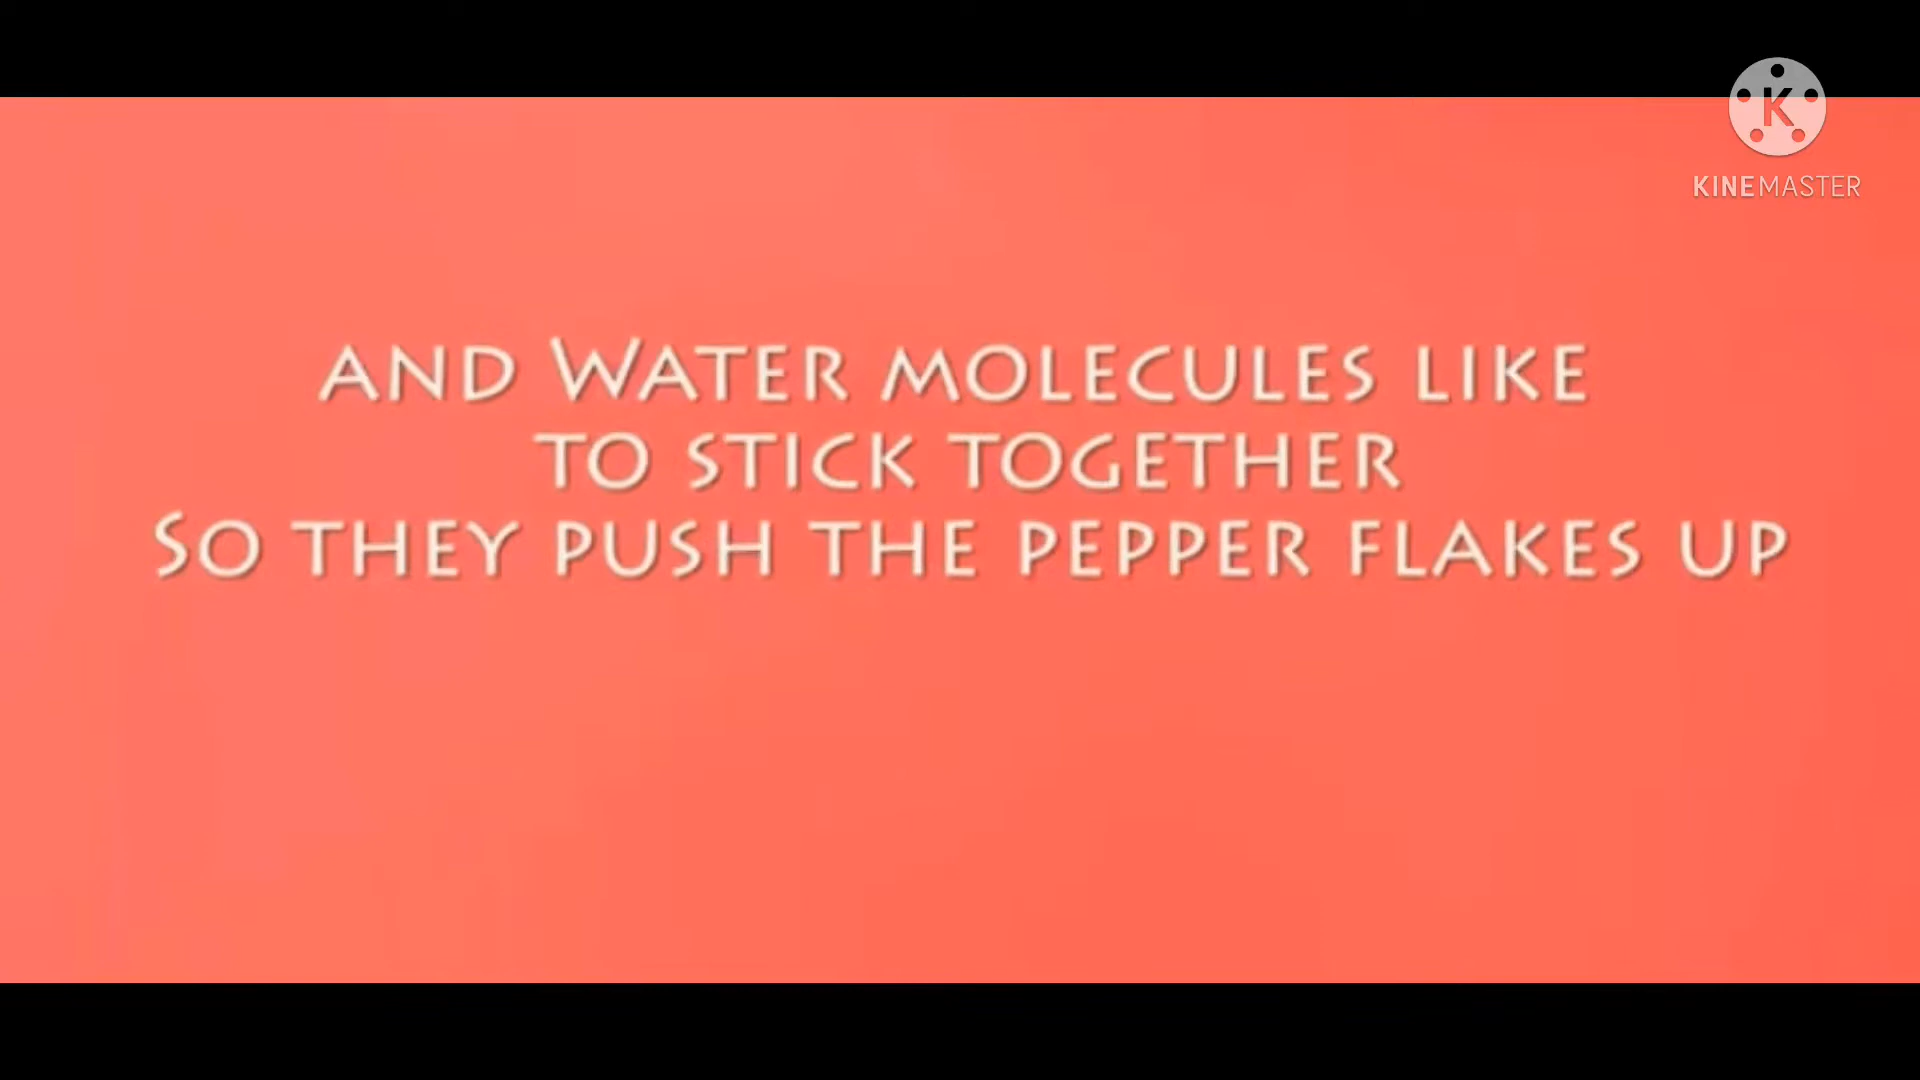 K
KINEMASTER
AND WATER MOLECULES LIKE
TO STICK TOGETHER
SO THEY PUSH THE PEPPER FLAKES UP